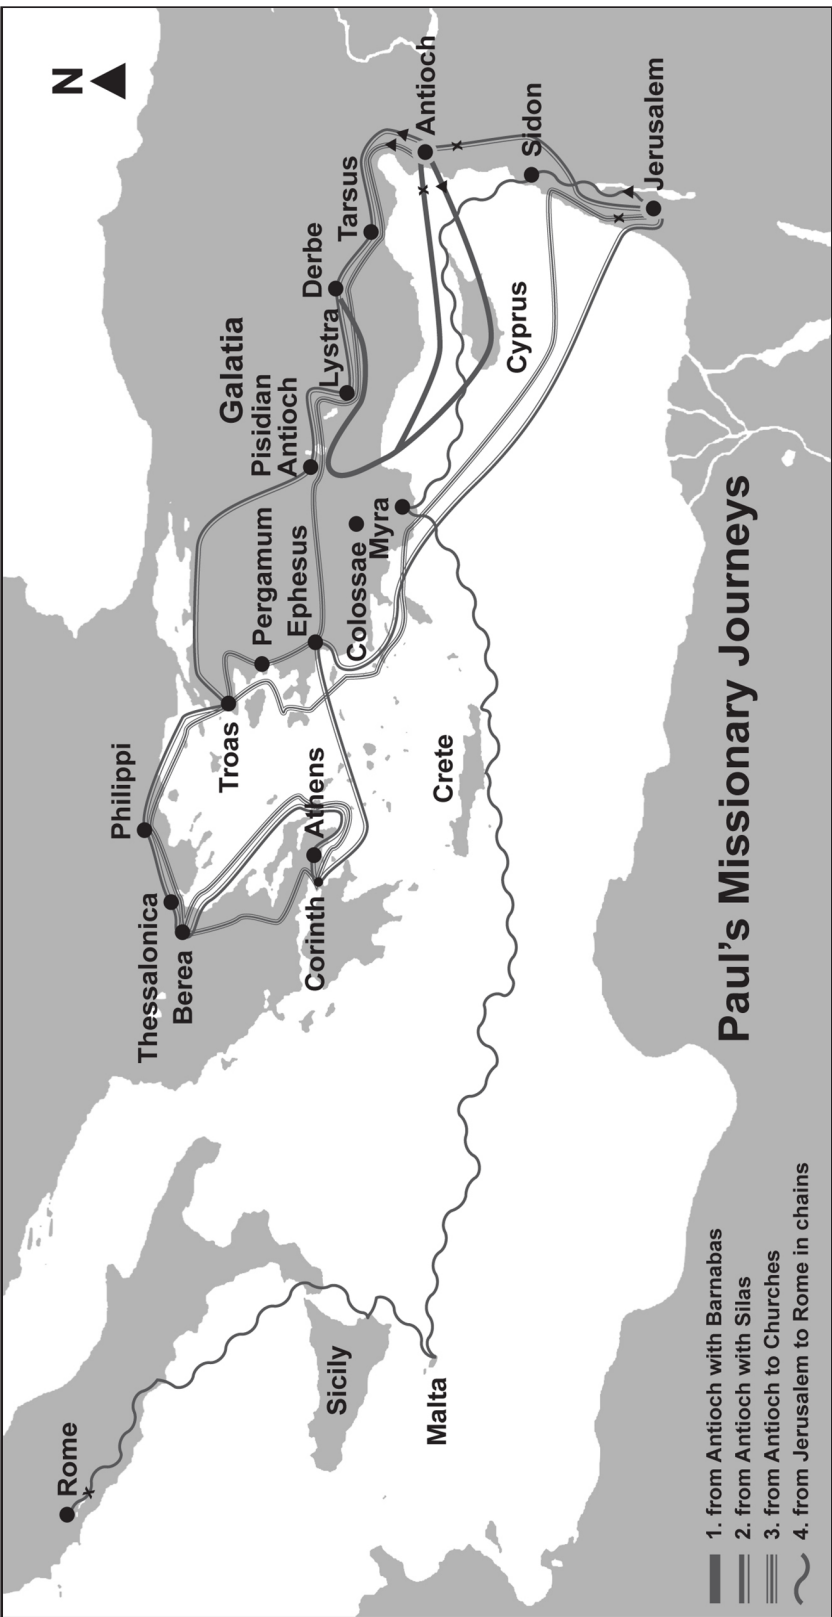 N
Rome
Thessalonica
Berea
Philippi
Troas
Pergamum
Ephesus
Galatia
Pisidian
Antioch
Lystra
Derbe
Tarsus
Antioch
Corinth
Athens
Colossae
Myra
Sicily
Malta
Crete
Cyprus
Sidon
Jerusalem
Paul's Missionary Journeys
1. from Antioch with Barnabas
2. from Antioch with Silas
3. from Antioch to Churches
4. from Jerusalem to Rome in chains